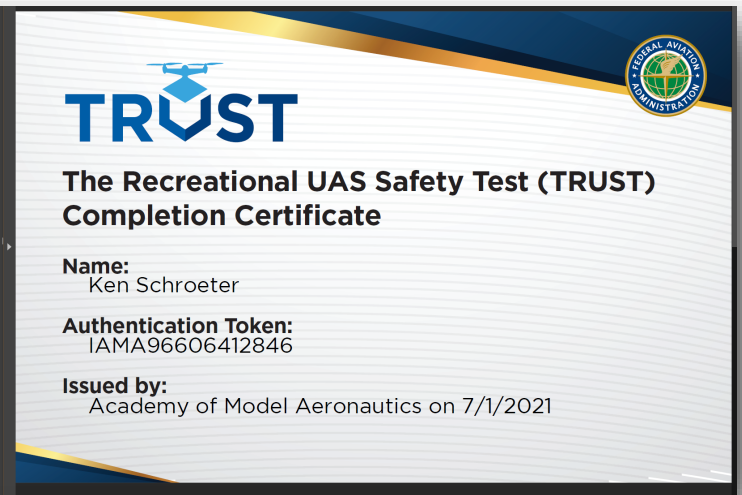 FEDERAL AVIATION
ADMINISTRATION
TRUST
The Recreational UAS Safety Test (TRUST)
Completion Certificate
Name:
Ken Schroeter
Authentication Token:
IAMA96606412846
Issued by:
Academy of Model Aeronautics on 7/1/2021